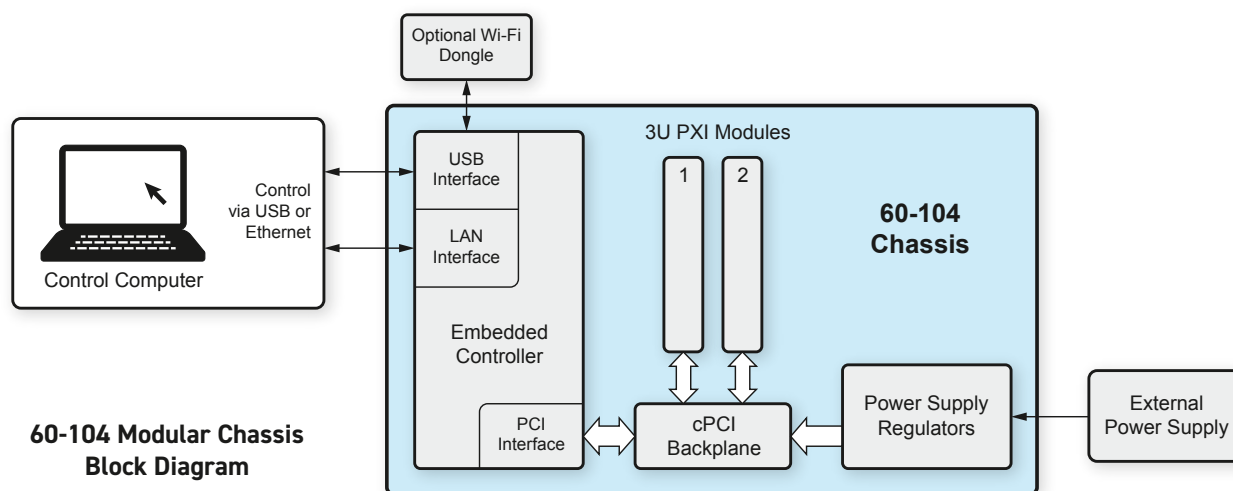 Optional Wi-Fi
Dongle
Control
via USB or
Ethernet
Control Computer
USB
Interface
LAN
Interface
Embedded
Controller
PCI
Interface
3U PXI Modules
1
2
60-104
Chassis
cPCI
Backplane
Power Supply
Regulators
External
Power Supply
60-104 Modular Chassis
Block Diagram